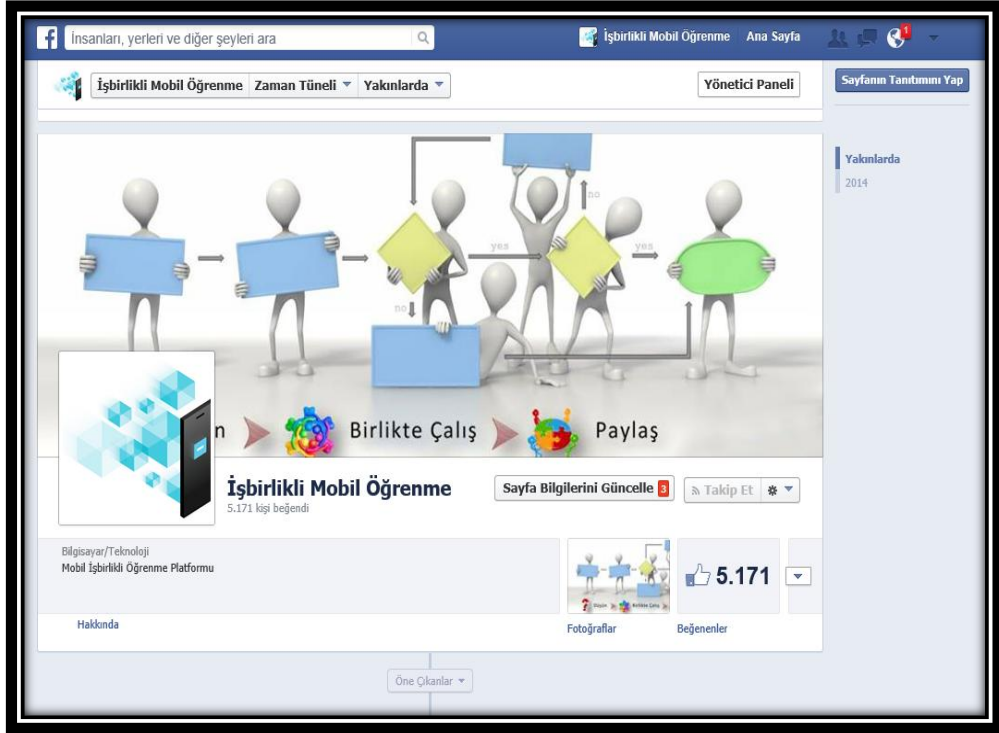 İnsanları, yerleri ve diğer şeyleri ara
İşbirlikli Mobil Öğrenme Ana Sayfa
1
İşbirlikli Mobil Öğrenme Zaman Tüneli Yakınlarda
Yönetici Paneli
Sayfanın Tanıtımını Yap
Yakınlarda
2014
no
yes
yes
no
n Birlikte Çalış Paylaş
İşbirlikli Mobil Öğrenme
5.171 kişi beğendi
Sayfa Bilgilerini Güncelle 3
Takip Et
Bilgisayar/Teknoloji
Mobil İşbirlikli Öğrenme Platformu
Düşün Birlikte Çalış
5.171
Hakkında
Fotoğraflar
Beğenenler
Öne Çıkanlar